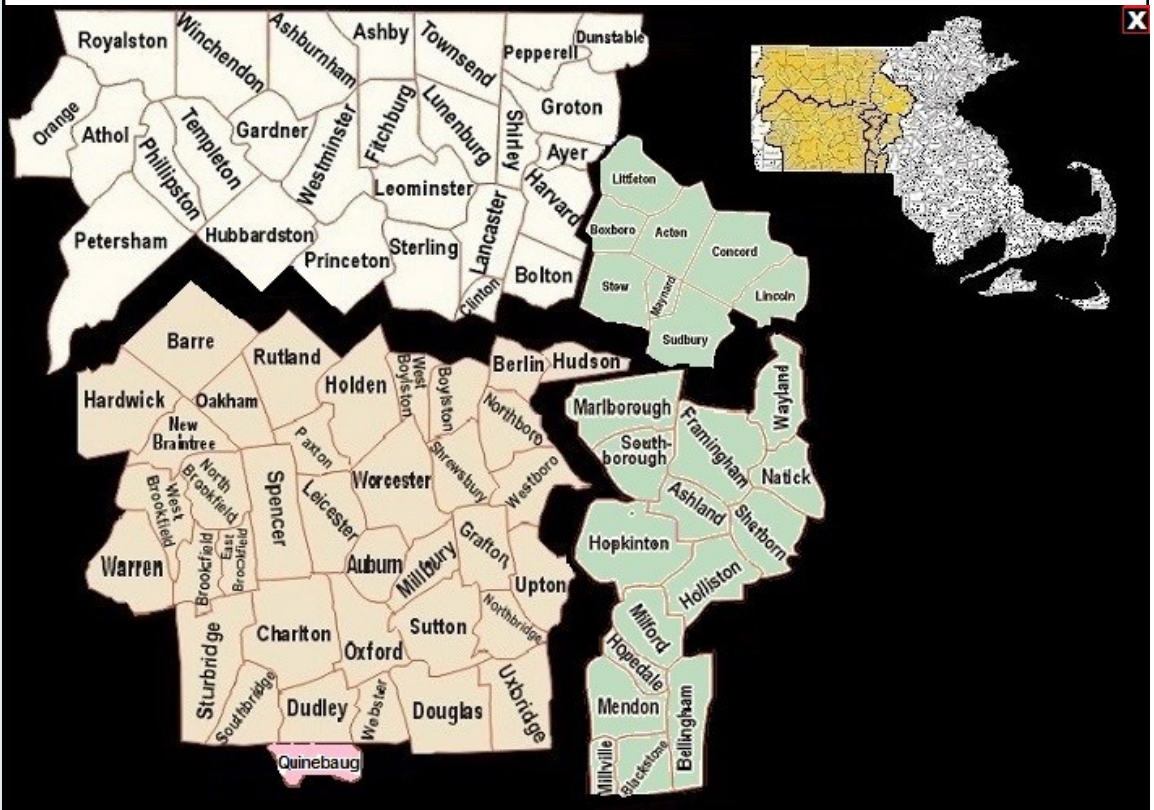 X
Royalston
Winchendon
Ashburnham
Ashby
Townsend
Pepperell
Dunstable
Orange
Athol
Phillipston
Templeton
Gardner
Westminster
Fitchburg
Lunenburg
Shirley
Groton
Ayer
Harvard
Leominster
Lancaster
Petersham
Hubbardston
Princeton
Sterling
Clinton
Bolton
Littleton
Boxboro
Acton
Concord
Stow
Maynard
Lincoln
Sudbury
Barre
Rutland
Holden
West
Boylston
Boylston
Berlin
Hudson
Hardwick
Oakham
New
Braintree
Paxton
Northboro
Worcester
Shrewsbury
Westboro
West
Brookfield
North
Brookfield
Spencer
Leicester
Warren
Brookfield
East
Brookfield
Auburn
Millbury
Grafton
Upton
Sturbridge
Charlton
Oxford
Sutton
Northbridge
Southbridge
Dudley
Webster
Douglas
Uxbridge
Quinebaug
Marlborough
South-
borough
Framingham
Wayland
Natick
Ashland
Sherborn
Hopkinton
Holliston
Milford
Hopedale
Mendon
Bellingham
Millville
Blackstone